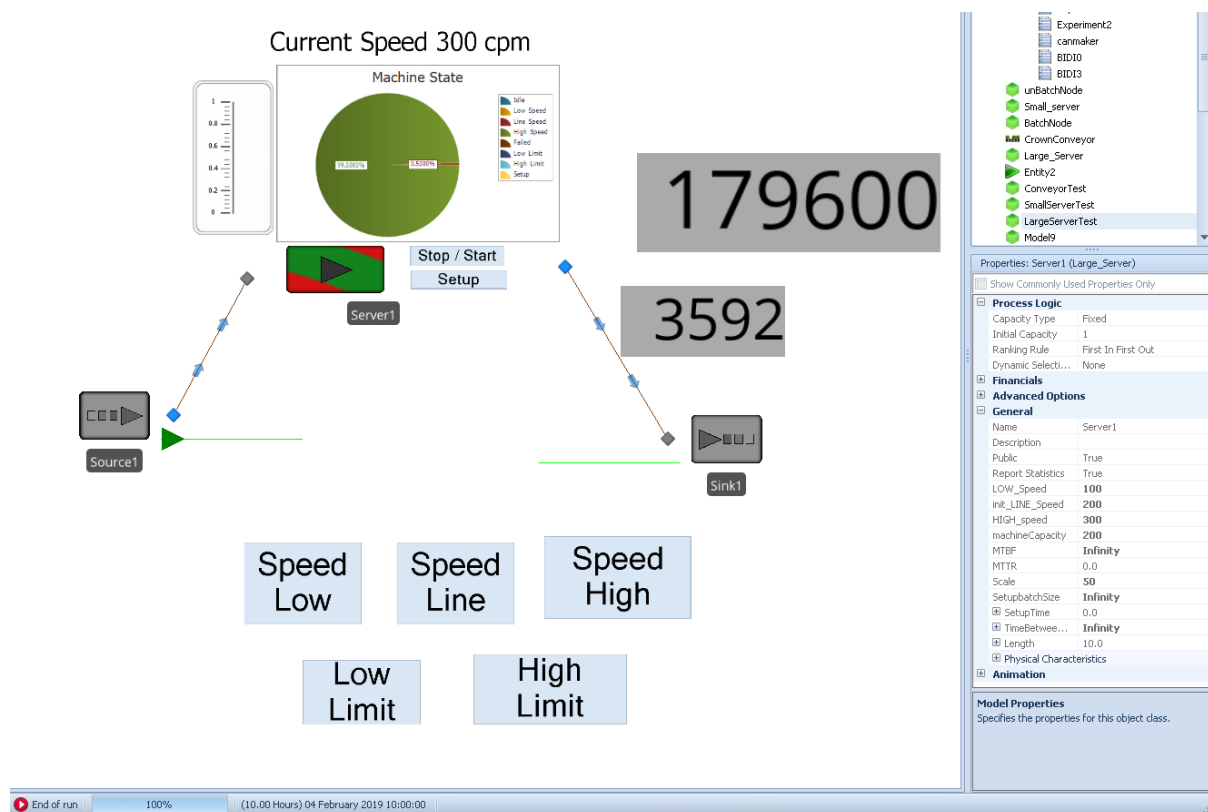 Current Speed 300 cpm
Machine State
1
0.8
0.6
0.4
0.2
0
99.5000%
0.5000%
Idle
Low Speed
Line Speed
High Speed
Failed
Low Limit
High Limit
Setup
179600
3592
Stop / Start
Setup
Server1
Source1
Sink1
Speed
Low
Speed
Line
Speed
High
Low
Limit
High
Limit
Experiment2
canmaker
BIDI0
BIDI3
unBatchNode
Small_server
BatchNode
CrownConveyor
Large_Server
Entity2
ConveyorTest
SmallServerTest
LargeServerTest
Model9
Properties: Server1 (Large_Server)
Show Commonly Used Properties Only
Process Logic
Capacity Type Fixed
Initial Capacity 1
Ranking Rule First In First Out
Dynamic Selecti... None
Financials
Advanced Options
General
Name Server1
Description
Public True
Report Statistics True
LOW_Speed 100
init_LINE_Speed 200
HIGH_speed 300
machineCapacity 200
MTBF Infinity
MTTR 0.0
Scale 50
SetupbatchSize Infinity
SetupTime 0.0
TimeBetwee... Infinity
Length 10.0
Physical Characteristics
Animation
Model Properties
Specifies the properties for this object class.
End of run 100% (10.00 Hours) 04 February 2019 10:00:00